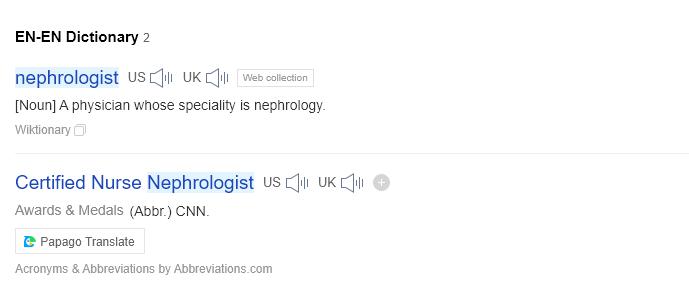 EN-EN Dictionary 2
nephrologist US UK Web collection
[Noun] A physician whose speciality is nephrology.
Wiktionary
Certified Nurse Nephrologist US UK
Awards & Medals (Abbr.) CNN.
Papago Translate
Acronyms & Abbreviations by Abbreviations.com